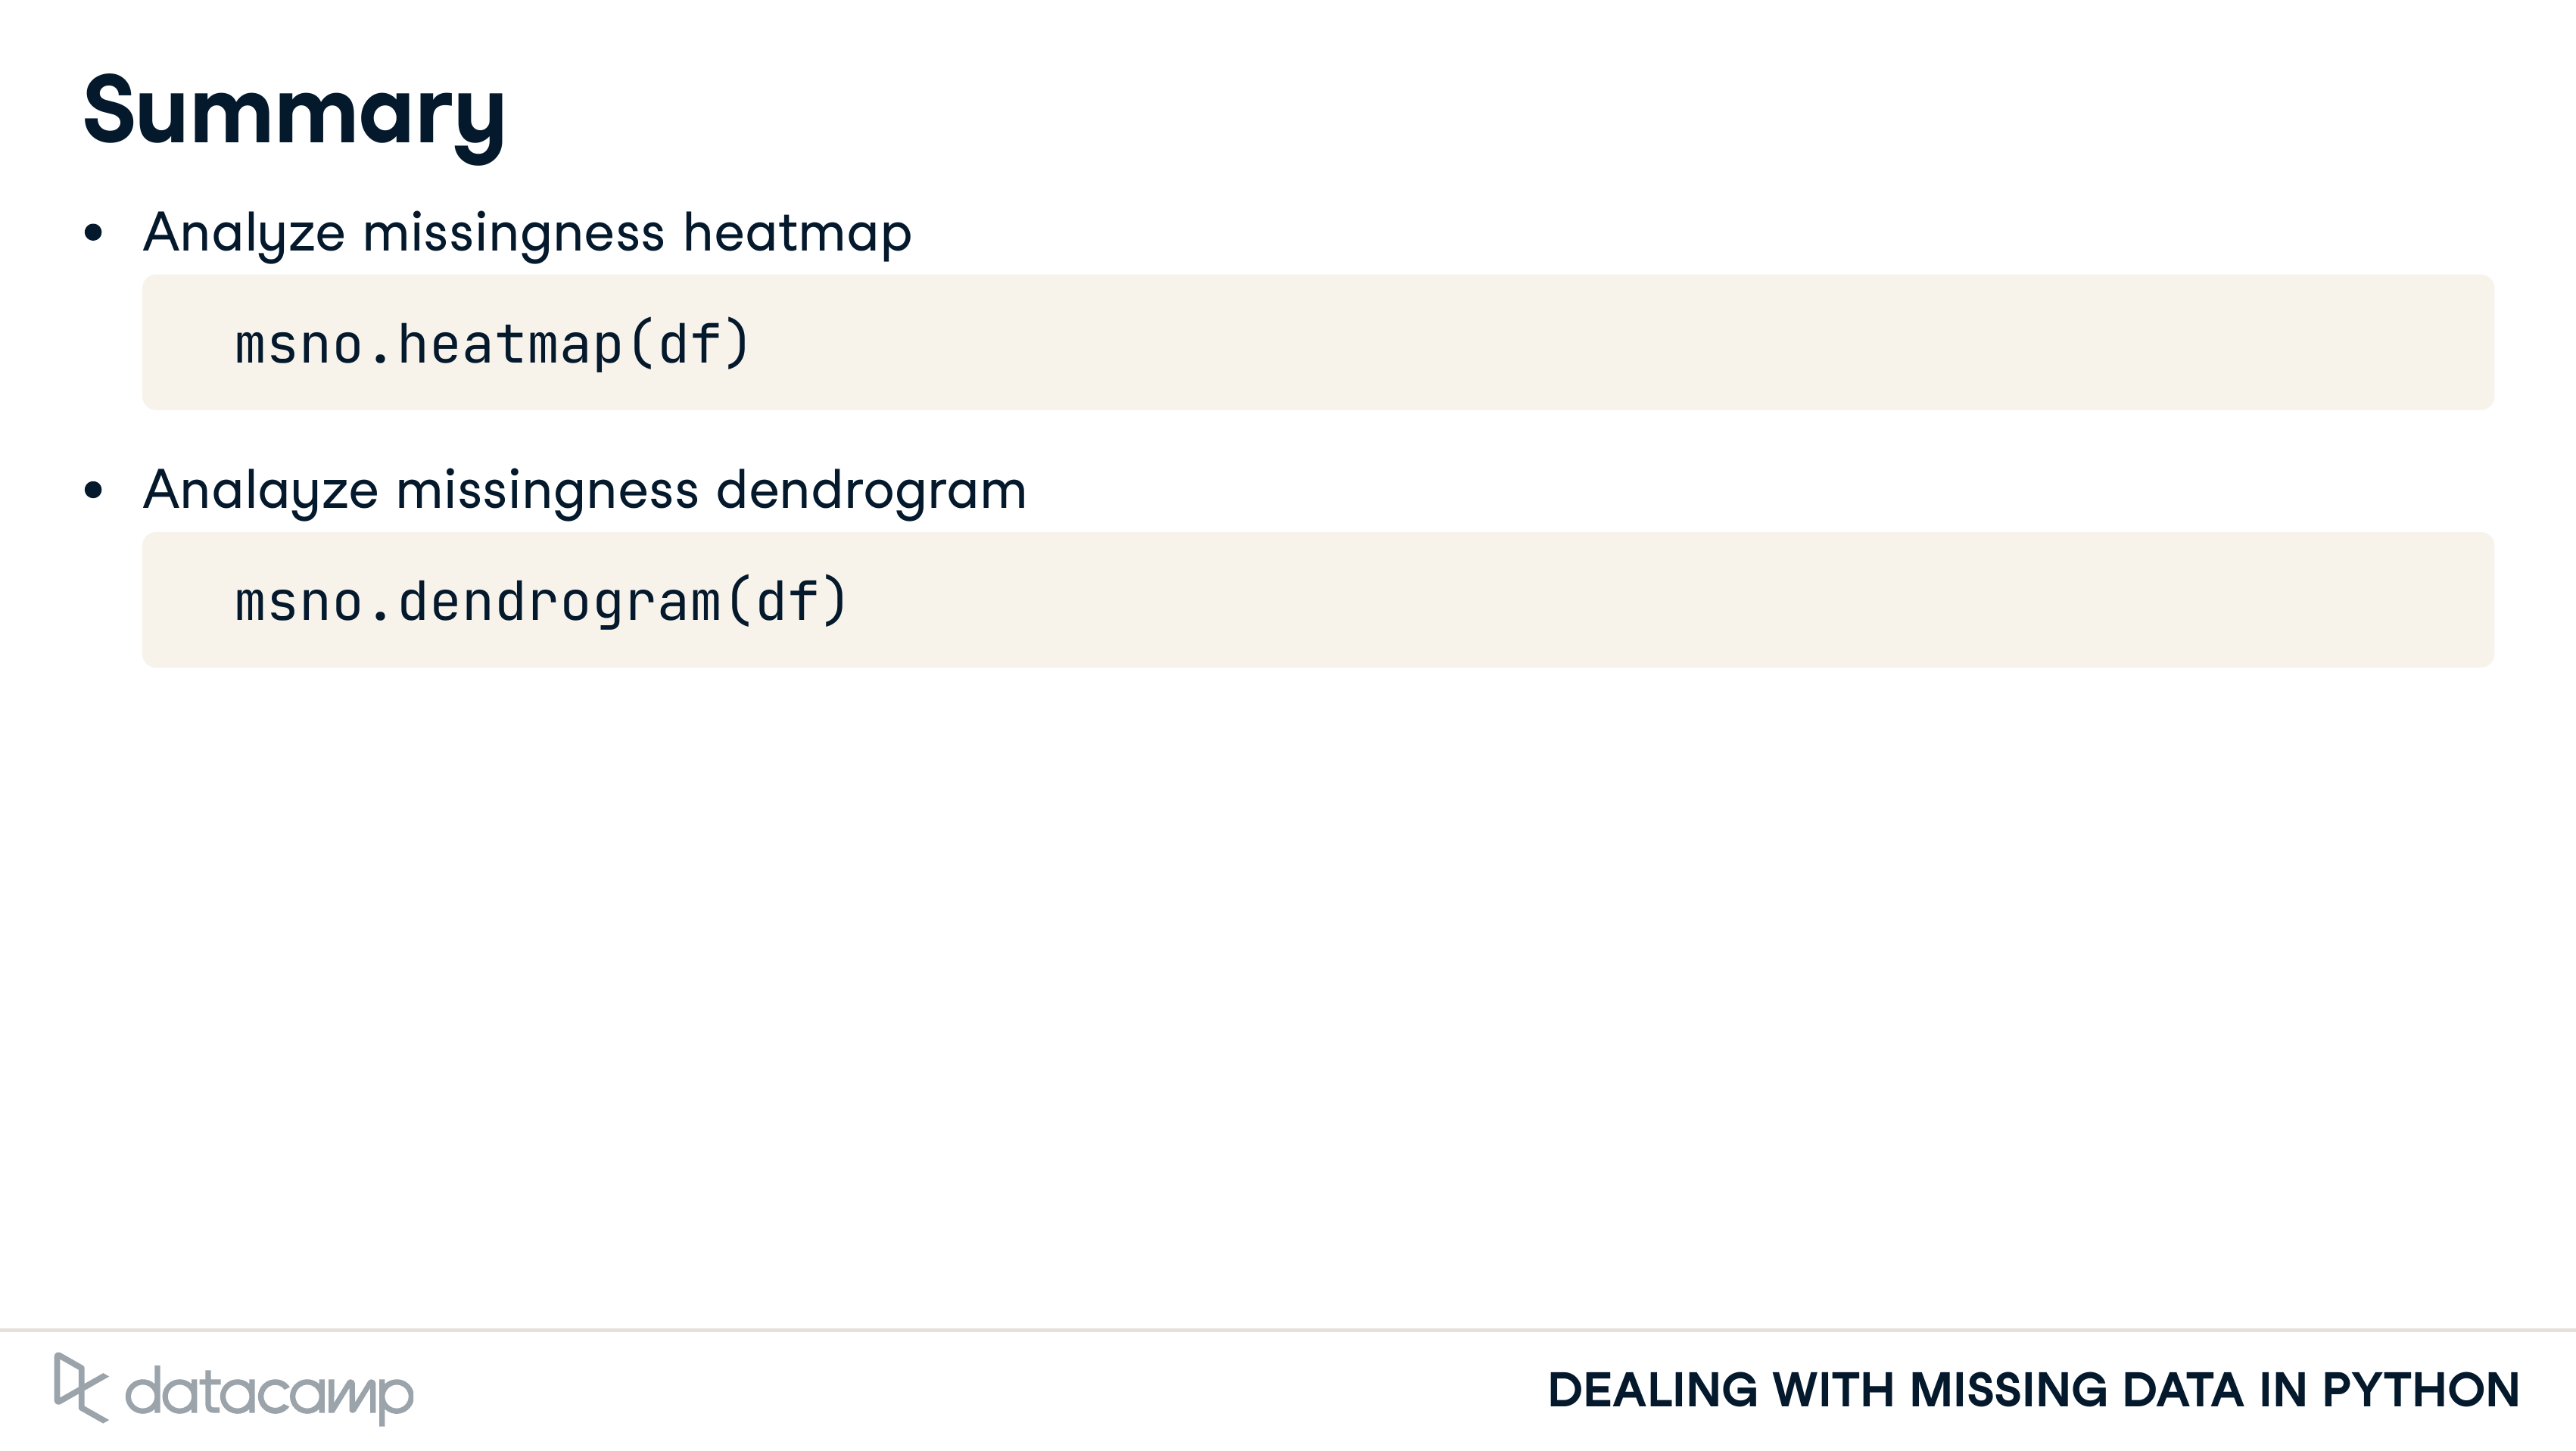 Summary
• Analyze missingness heatmap
msno.heatmap(df)
• Analayze missingness dendrogram
msno.dendrogram(df)
datacamp
DEALING WITH MISSING DATA IN PYTHON